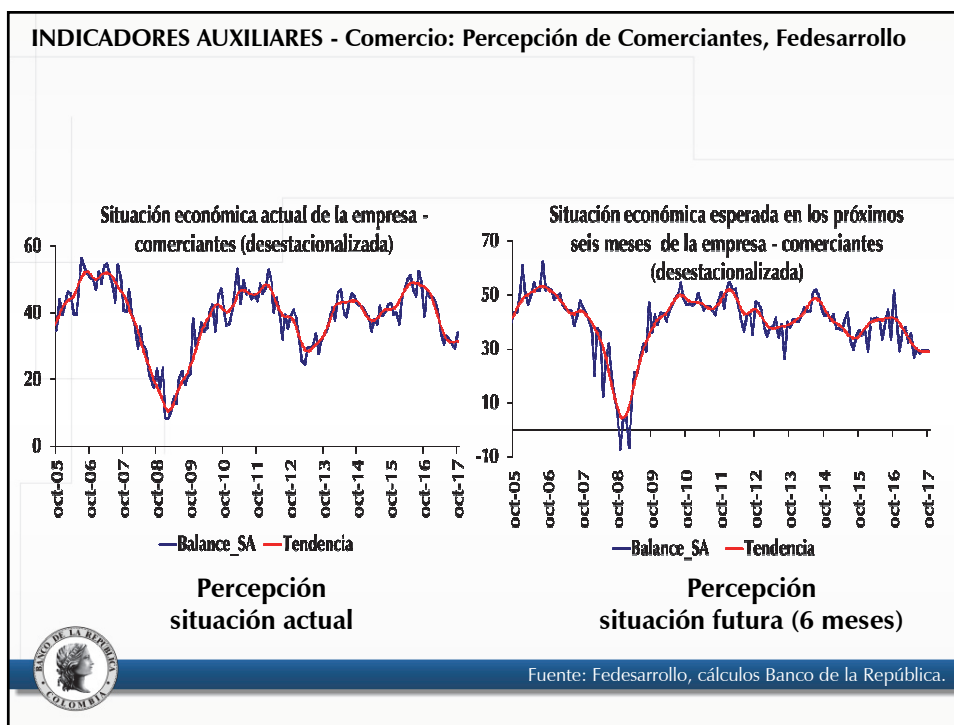 INDICADORES AUXILIARES - Comercio: Percepción de Comerciantes, Fedesarrollo
Situación económica actual de la empresa -
comerciantes (desestacionalizada)
60
40
20
0
oct-05
oct-06
oct-07
oct-08
oct-09
oct-10
oct-11
oct-12
oct-13
oct-14
oct-15
oct-16
oct-17
Balance_SA
Tendencia
Percepción
situación actual
Situación económica esperada en los próximos
seis meses de la empresa - comerciantes
(desestacionalizada)
70
50
30
10
-10
oct-05
oct-06
oct-07
oct-08
oct-09
oct-10
oct-11
oct-12
oct-13
oct-14
oct-15
oct-16
oct-17
Balance_SA
Tendencia
Percepción
situación futura (6 meses)
BANCO DE LA REPUBLICA
COLOMBIA
Fuente: Fedesarrollo, cálculos Banco de la República.